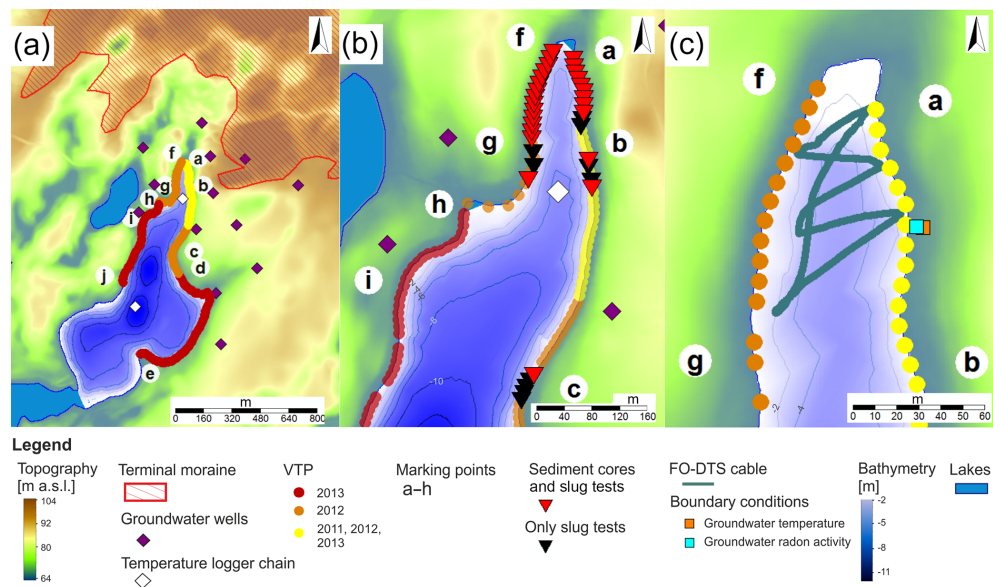 (a)
f
a
g
b
h
i
c
d
j
e
m
0 160 320 480 640 800
(b)
f
a
g
b
h
i
-8
-10
c
m
0 40 80 120 160
(c)
f
a
g
b
-2
-4
m
0 10 20 30 40 50 60
Legend
Topography
[m a.s.l.]
104
92
80
64
Terminal moraine
Groundwater wells
Temperature logger chain
VTP
2013
2012
2011, 2012,
2013
Marking points
a–h
Sediment cores
and slug tests
Only slug tests
FO-DTS cable
Boundary conditions
Groundwater temperature
Groundwater radon activity
Bathymetry
[m]
-2
-5
-8
-11
Lakes